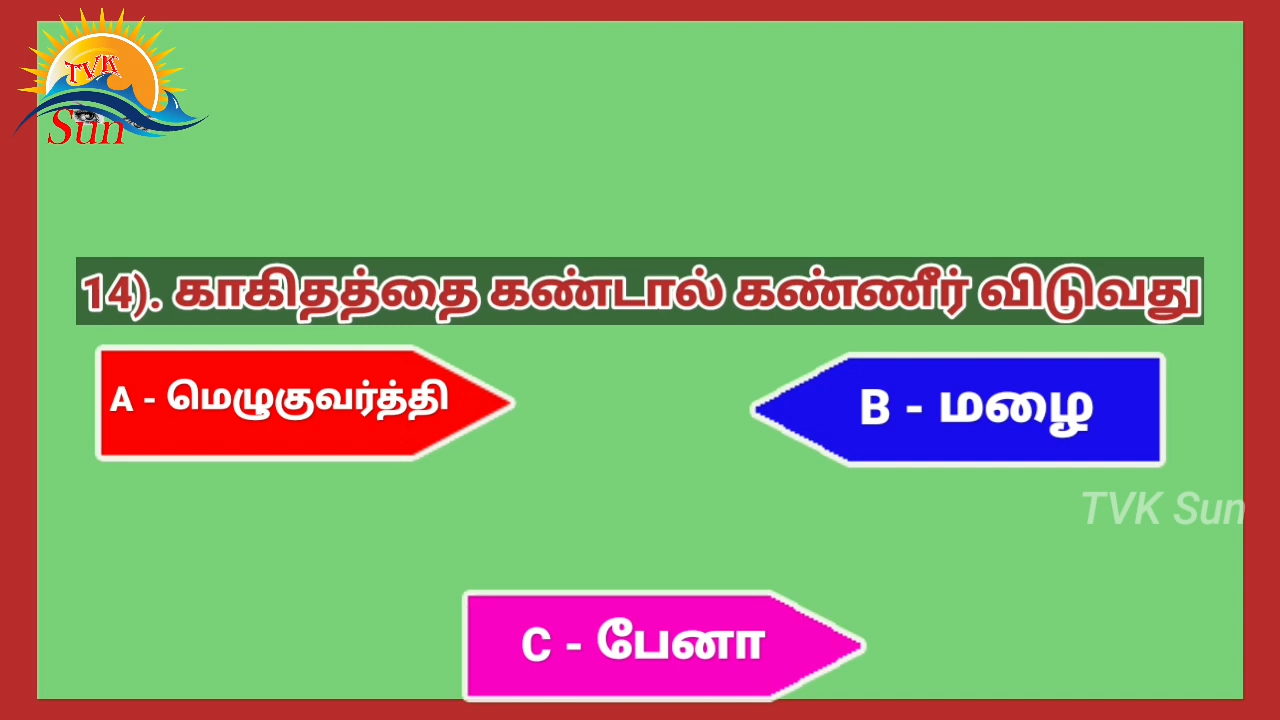 TVK
Sun
14). காகிதத்தை கண்டால் கண்ணீர் விடுவது
A - மெழுகுவர்த்தி
B - மழை
TVK Sun
C - பேனா